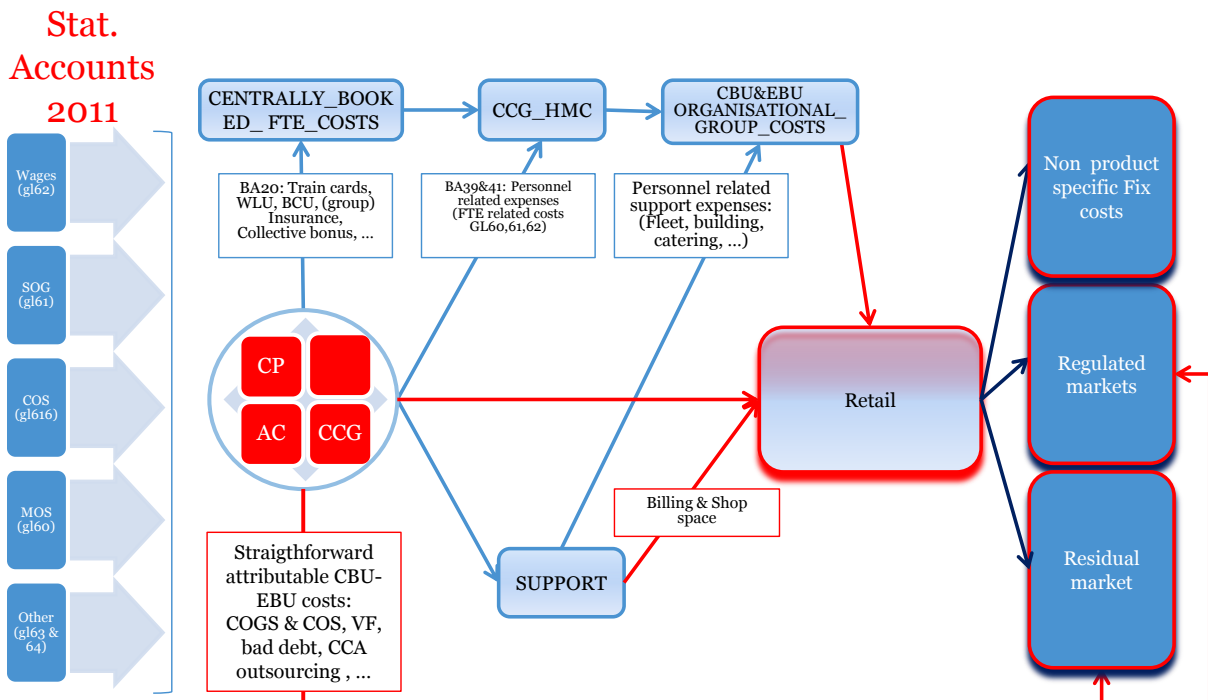 Stat.
Accounts
2011
Wages
(gl62)
SOG
(gl61)
COS
(gl616)
MOS
(gl60)
Other
(gl63 &
64)
CENTRALLY_BOOK
ED_ FTE_COSTS
CCG_HMC
CBU&EBU
ORGANISATIONAL_
GROUP_COSTS
BA20: Train cards,
WLU, BCU, (group)
Insurance,
Collective bonus, ...
BA39&41: Personnel
related expenses
(FTE related costs
GL60,61,62)
Personnel related
support expenses:
(Fleet, building,
catering, ...)
CP
AC
CCG
Straigthforward
attributable CBU-
EBU costs:
COGS & COS, VF,
bad debt, CCA
outsourcing , ...
SUPPORT
Billing & Shop
space
Retail
Non product
specific Fix
costs
Regulated
markets
Residual
market